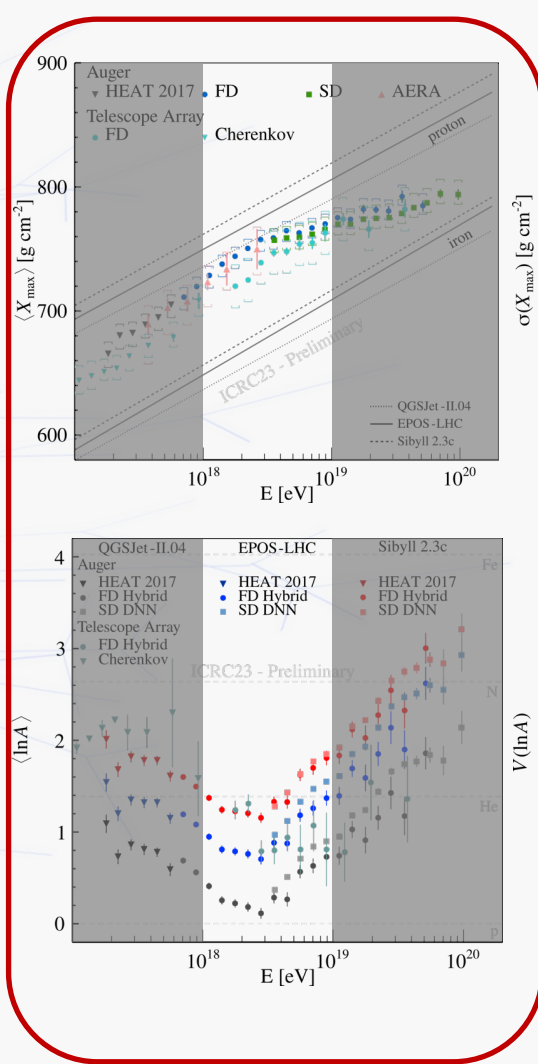 900
800
700
600
⟨Xmax⟩ [g cm-2]
Auger
HEAT 2017 FD SD AERA
Telescope Array
FD Cherenkov
proton
iron
ICRC23 - Preliminary
QGSJet-II.04
EPOS-LHC
Sibyll 2.3c
10^18 10^19 10^20
E [eV]
σ(Xmax) [g cm-2]
4
3
2
1
0
⟨lnA⟩
QGSJet-II.04 EPOS-LHC Sibyll 2.3c
Auger
HEAT 2017 HEAT 2017 HEAT 2017
FD Hybrid FD Hybrid FD Hybrid
SD DNN SD DNN SD DNN
Telescope Array
FD Hybrid
Cherenkov
ICRC23 - Preliminary
Fe
N
He
p
10^18 10^19 10^20
E [eV]
V(lnA)